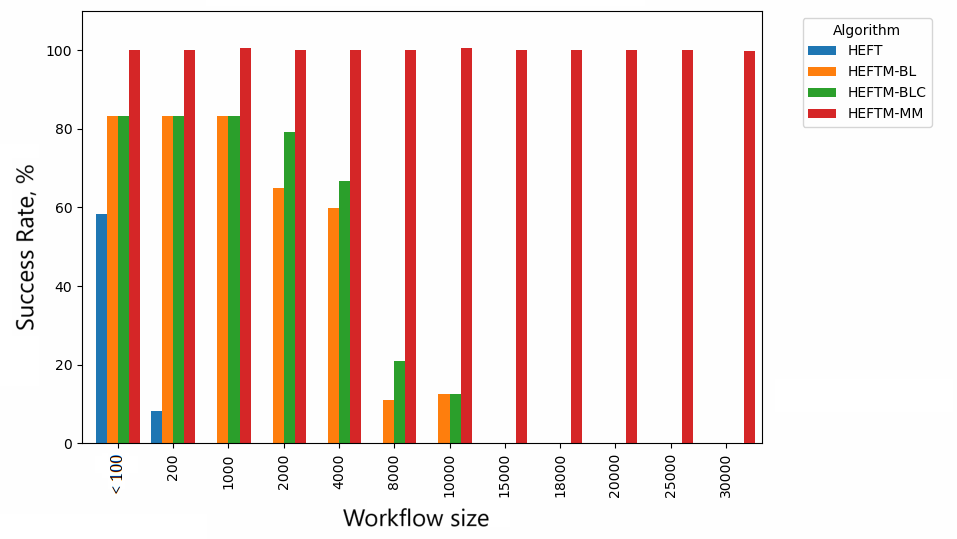 Algorithm
HEFT
HEFTM-BL
HEFTM-BLC
HEFTM-MM
Success Rate, %
100
80
60
40
20
0
< 100
200
1000
2000
4000
8000
10000
15000
18000
20000
25000
30000
Workflow size